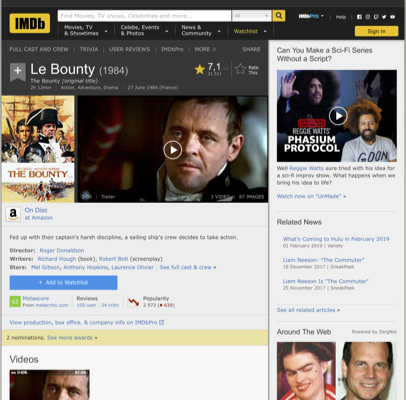 IMDb
Find Movies, TV shows, Celebrities and more...
All
IMDbPro
Help
Movies, TV & Showtimes
Celebs, Events & Photos
News & Community
Watchlist
Sign in
FULL CAST AND CREW | TRIVIA | USER REVIEWS | IMDbPro | MORE
SHARE
+ Le Bounty (1984)
The Bounty (original title)
2h 12min | Action, Adventure, Drama | 27 June 1984 (France)
7,1
Rate This
THE BOUNTY
2:00 | Trailer
1 VIDEO | 87 IMAGES
On Disc
at Amazon
Fed up with their captain's harsh discipline, a sailing ship's crew decides to take action.
Director: Roger Donaldson
Writers: Richard Hough (book), Robert Bolt (screenplay)
Stars: Mel Gibson, Anthony Hopkins, Laurence Olivier | See full cast & crew »
+ Add to Watchlist
62
Metascore
From metacritic.com
Reviews
105 user | 34 critic
Popularity
2 973 (639)
View production, box office, & company info on IMDbPro
2 nominations. See more awards »
Videos
IMDb
Can You Make a Sci-Fi Series Without a Script?
REGGIE WATTS'
PHASIUM
PROTOCOL
Well Reggie Watts sure tried with his idea for
a sci-fi improv show. What happens when we
bring his idea to life?
Watch now on "UnMade" »
Related News
What's Coming to Hulu in February 2019
01 February 2019 | Variety
Liam Neeson: "The Commuter"
18 December 2017 | SneakPeek
Liam Neeson Is "The Commuter"
25 November 2017 | SneakPeek
See all related articles »
Around The Web
Powered by ZergNet